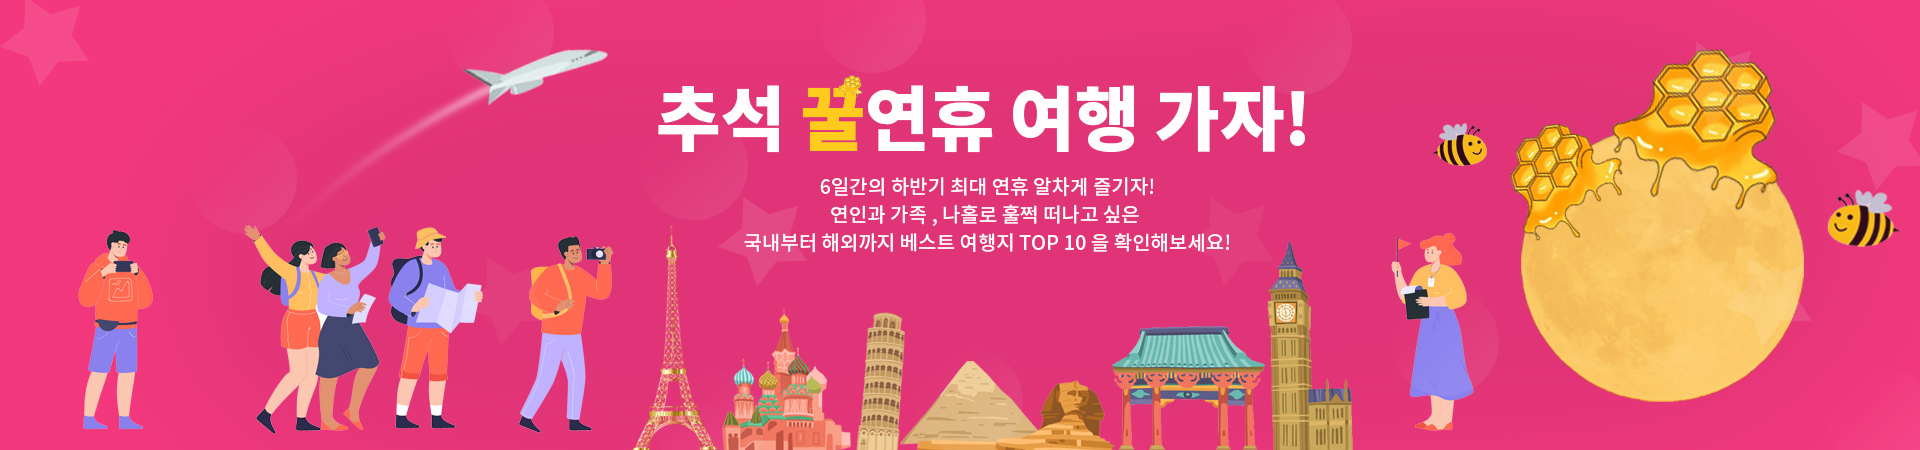 추석 꿀연휴 여행 가자!
6일간의 하반기 최대 연휴 알차게 즐기자!
연인과 가족 , 나홀로 훌쩍 떠나고 싶은
국내부터 해외까지 베스트 여행지 TOP 10 을 확인해보세요!